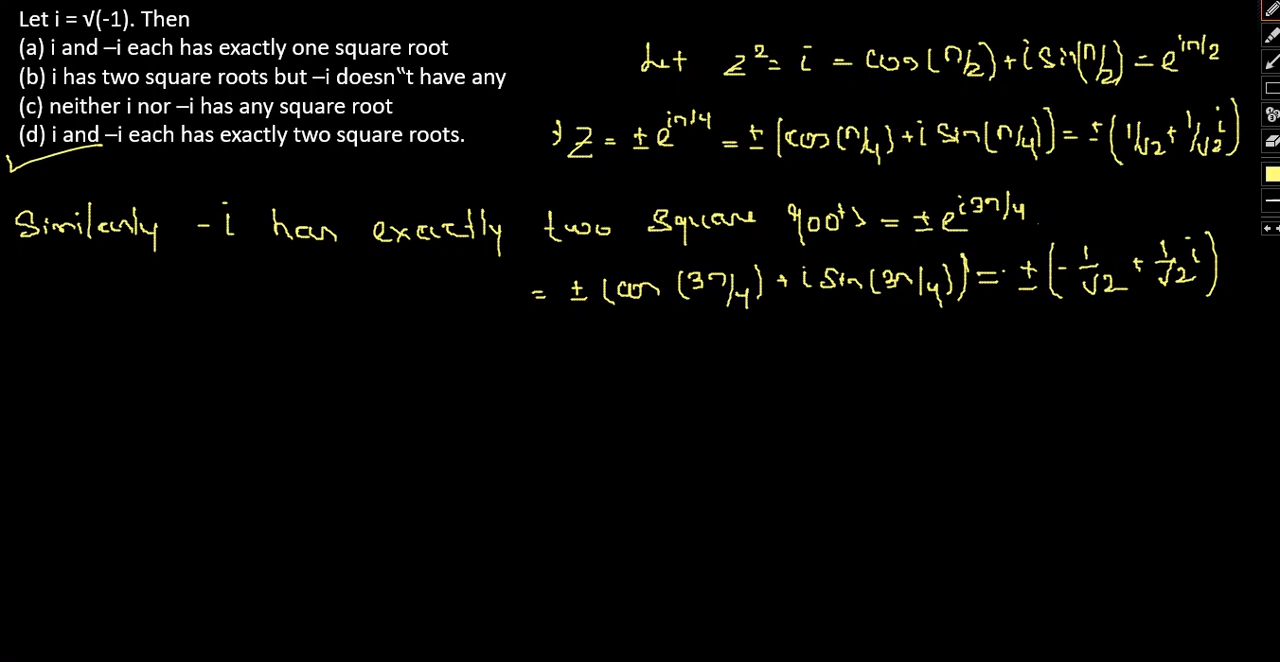 Let i = √(-1). Then
(a) i and –i each has exactly one square root
(b) i has two square roots but –i doesn‟t have any
(c) neither i nor –i has any square root
(d) i and –i each has exactly two square roots.
Let z² = i = cos(π/2) + i sin(π/2) = e^{iπ/2}
⇒ z = ± e^{iπ/4} = ± (cos(π/4) + i sin(π/4)) = ± (1/√2 + 1/√2 i)
Similarly -i has exactly two square roots = ± e^{i3π/4}
= ± (cos (3π/4) + i sin(3π/4)) = ± (- 1/√2 + 1/√2 i)